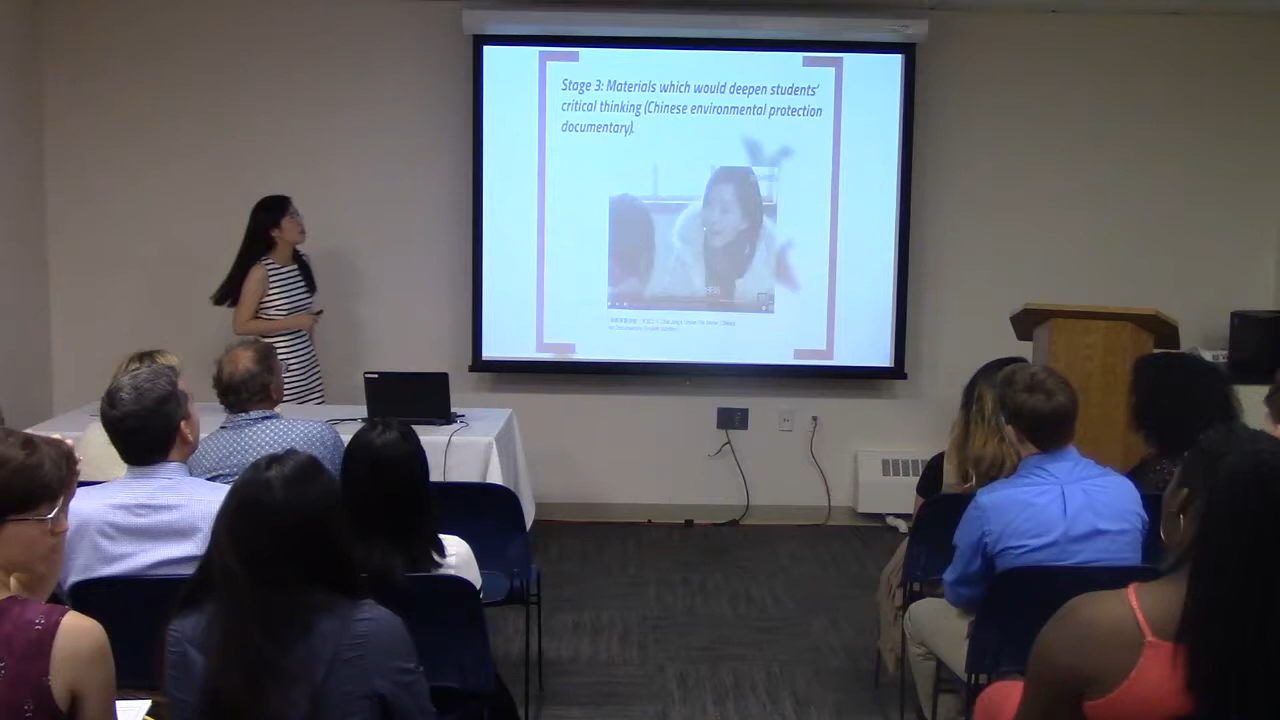 Stage 3: Materials which would deepen students'
critical thinking (Chinese environmental protection
documentary).